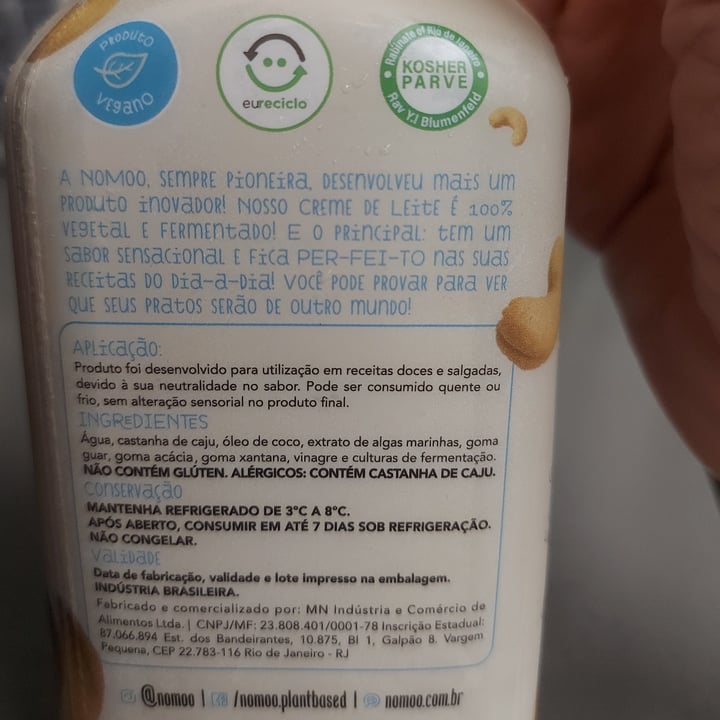 PRODUTO
VEGANO
eureciclo
Rabinate of Rio de Janeiro
KOSHER
PARVE
Rav Y.I Blumenfeld
A NOMOO, SEMPRE PIONEIRA, DESENVOLVEU MAIS UM
PRODUTO INOVADOR! NOSSO CREME DE LEITE É 100%
VEGETAL E FERMENTADO! E O PRINCIPAL: TEM UM
SABOR SENSACIONAL E FICA PER-FEI-TO NAS SUAS
RECEITAS DO DIA-A-DIA! VOCÊ PODE PROVAR PARA VER
QUE SEUS PRATOS SERÃO DE OUTRO MUNDO!
APLICAÇÃO:
Produto foi desenvolvido para utilização em receitas doces e salgadas,
devido à sua neutralidade no sabor. Pode ser consumido quente ou
frio, sem alteração sensorial no produto final.
INGREDIENTES
Água, castanha de caju, óleo de coco, extrato de algas marinhas, goma
guar, goma acácia, goma xantana, vinagre e culturas de fermentação.
NÃO CONTÉM GLÚTEN. ALÉRGICOS: CONTÉM CASTANHA DE CAJU.
CONSERVAÇÃO
MANTENHA REFRIGERADO DE 3°C A 8°C.
APÓS ABERTO, CONSUMIR EM ATÉ 7 DIAS SOB REFRIGERAÇÃO.
NÃO CONGELAR.
VALIDADE
Data de fabricação, validade e lote impresso na embalagem.
INDÚSTRIA BRASILEIRA.
Fabricado e comercializado por: MN Indústria e Comércio de
Alimentos Ltda. | CNPJ/MF: 23.808.401/0001-78 Inscrição Estadual:
87.066.894 Est. dos Bandeirantes, 10.875, Bl 1, Galpão 8. Vargem
Pequena, CEP 22.783-116 Rio de Janeiro - RJ
@nomoo | /nomoo.plantbased | nomoo.com.br